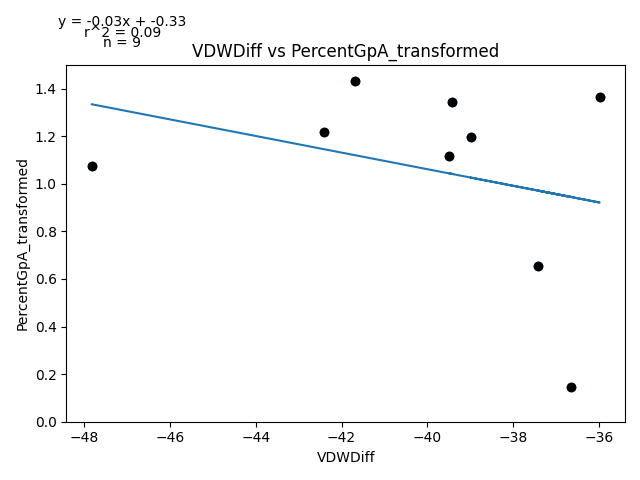 y = -0.03x + -0.33
r^2 = 0.09
n = 9
VDWDiff vs PercentGpA_transformed
1.4
1.2
1.0
0.8
0.6
0.4
0.2
0.0
PercentGpA_transformed
−48 −46 −44 −42 −40 −38 −36
VDWDiff